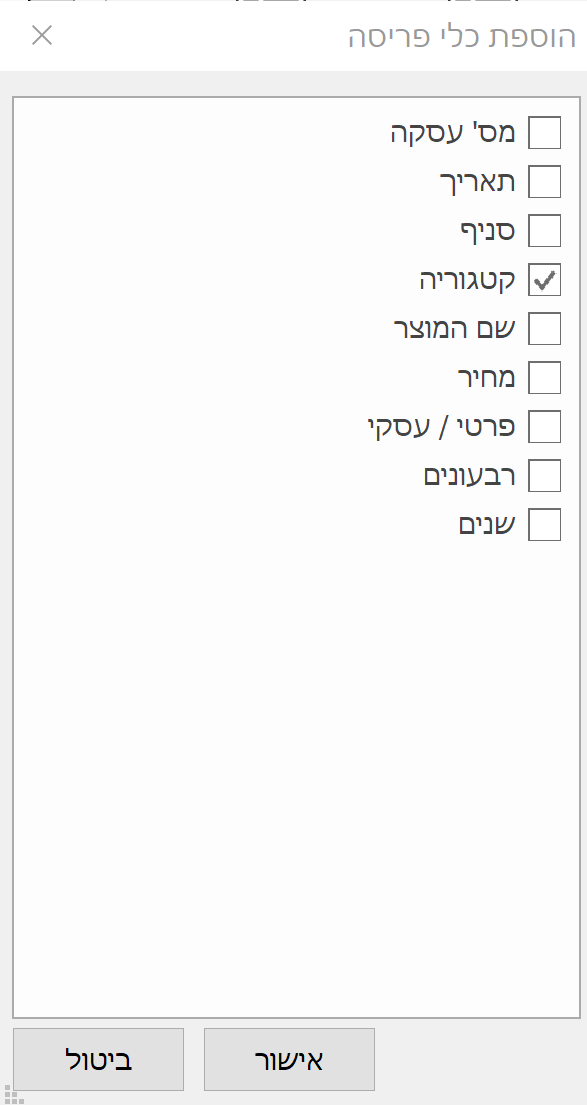 הוספת כלי פריסה
מס' עסקה
תאריך
סניף
קטגוריה
שם המוצר
מחיר
פרטי / עסקי
רבעונים
שנים
אישור
ביטול